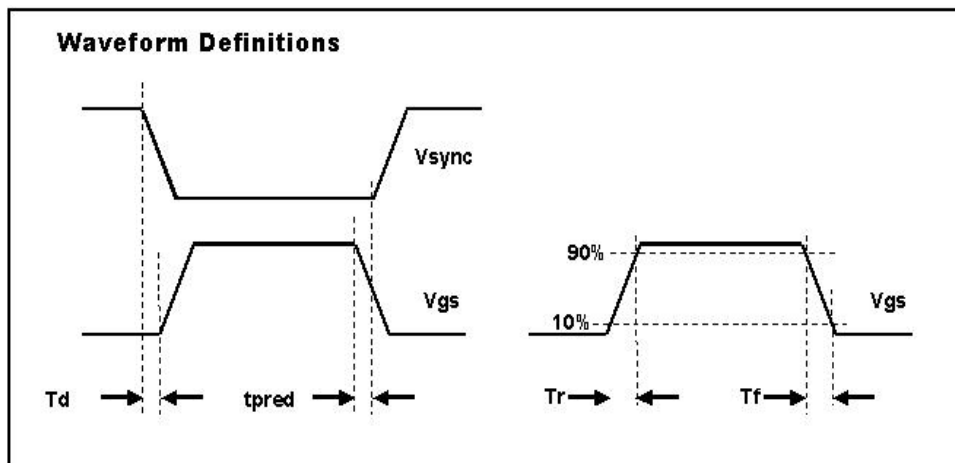 Waveform Definitions
Vsync
90%
Vgs
Vgs
10%
Td
tpred
Tr
Tf